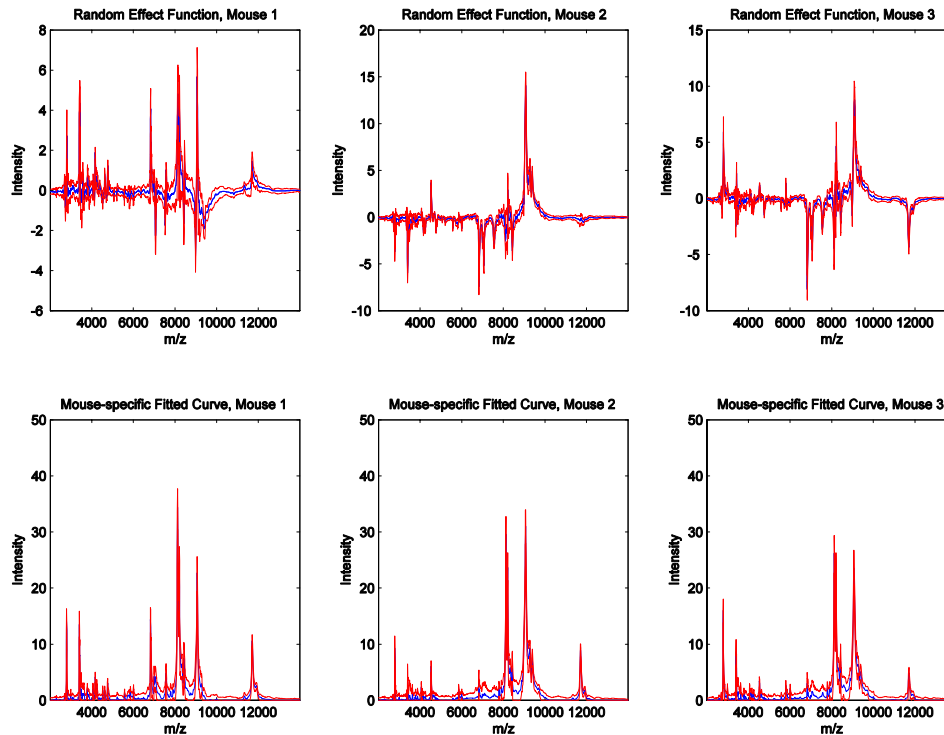 Random Effect Function, Mouse 1
8
6
4
2
0
-2
-4
-6
Intensity
4000 6000 8000 10000 12000
m/z
Random Effect Function, Mouse 2
20
15
10
5
0
-5
-10
Intensity
4000 6000 8000 10000 12000
m/z
Random Effect Function, Mouse 3
15
10
5
0
-5
-10
Intensity
4000 6000 8000 10000 12000
m/z
Mouse-specific Fitted Curve, Mouse 1
50
40
30
20
10
0
Intensity
4000 6000 8000 10000 12000
m/z
Mouse-specific Fitted Curve, Mouse 2
50
40
30
20
10
0
Intensity
4000 6000 8000 10000 12000
m/z
Mouse-specific Fitted Curve, Mouse 3
50
40
30
20
10
0
Intensity
4000 6000 8000 10000 12000
m/z